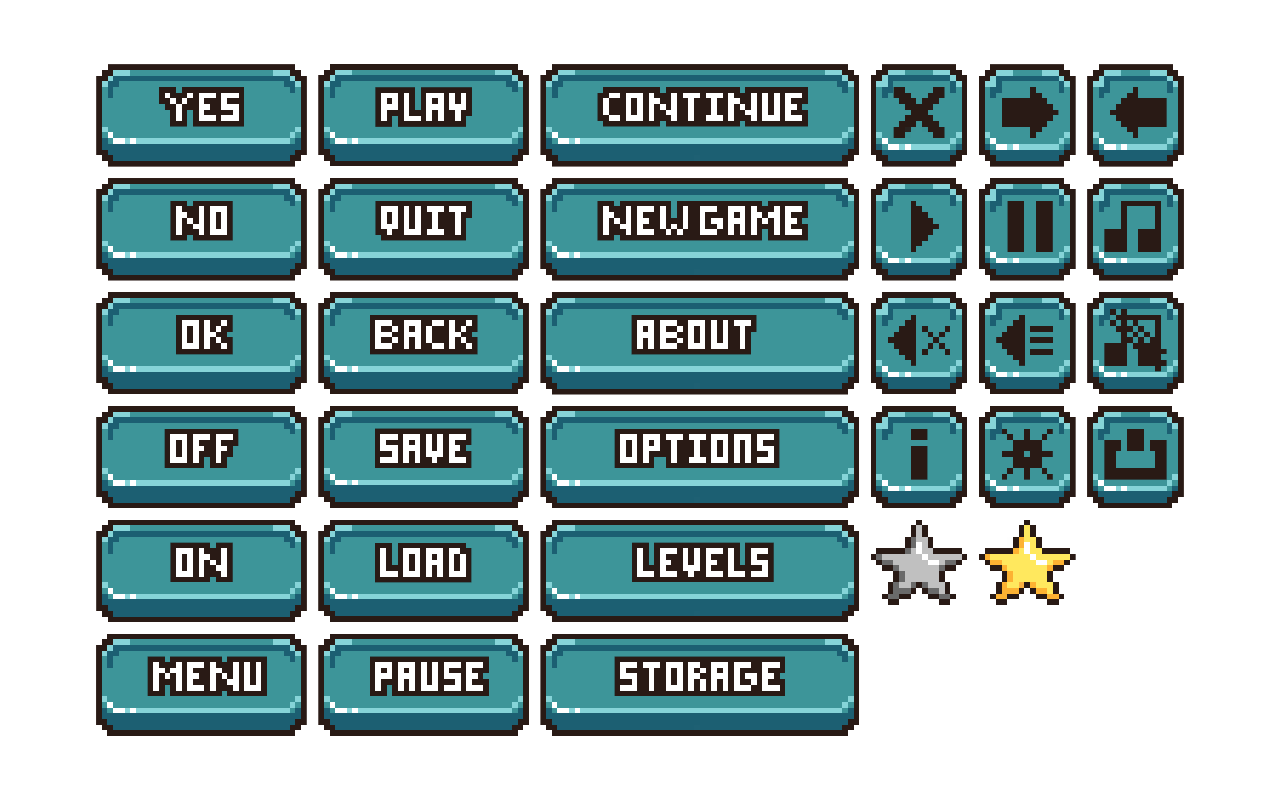 YES PLAY CONTINUE
NO QUIT NEW GAME
OK BACK ABOUT
OFF SAVE OPTIONS
ON LOAD LEVELS
MENU PAUSE STORAGE